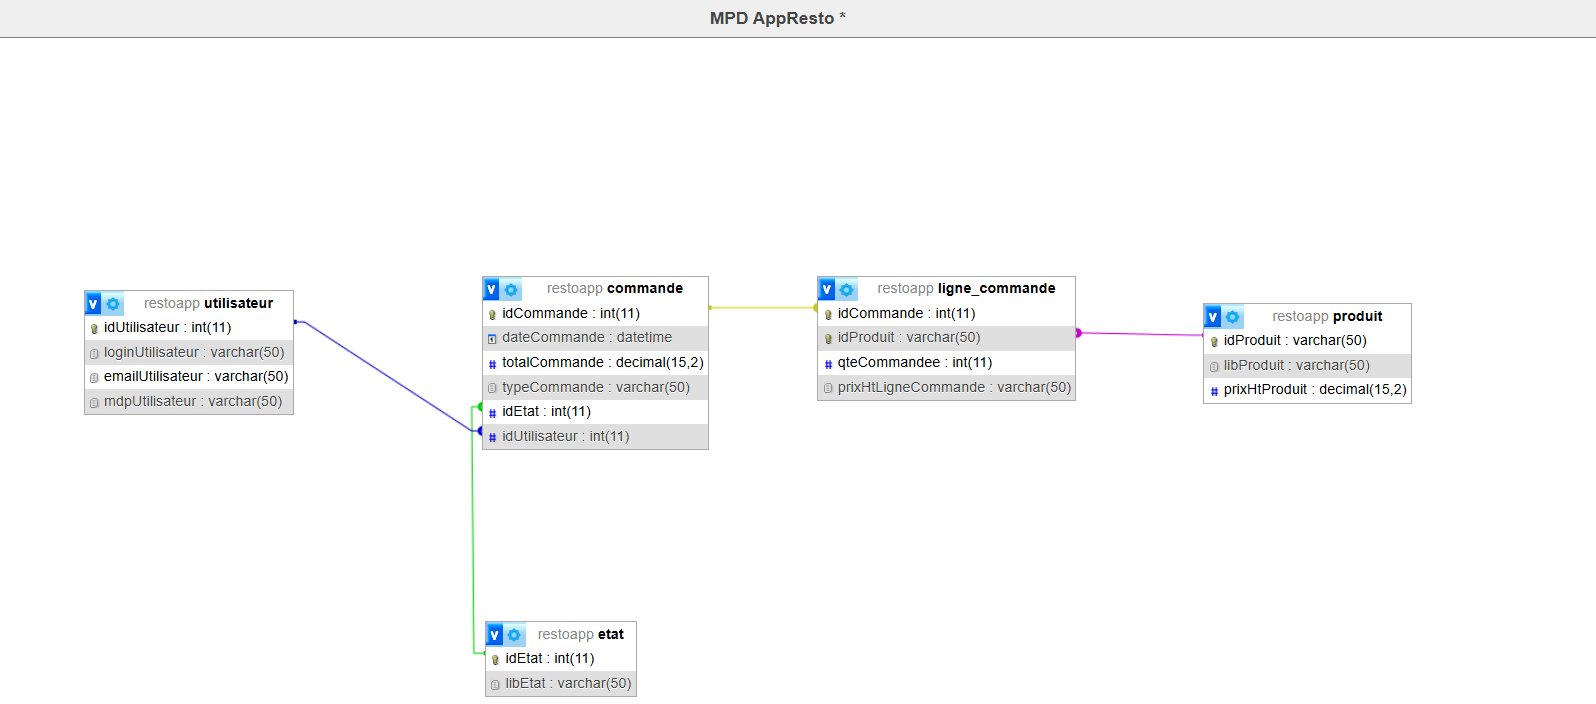 MPD AppResto *
restoapp utilisateur
idUtilisateur : int(11)
loginUtilisateur : varchar(50)
emailUtilisateur : varchar(50)
mdpUtilisateur : varchar(50)
restoapp commande
idCommande : int(11)
dateCommande : datetime
totalCommande : decimal(15,2)
typeCommande : varchar(50)
idEtat : int(11)
idUtilisateur : int(11)
restoapp ligne_commande
idCommande : int(11)
idProduit : varchar(50)
qteCommandee : int(11)
prixHtLigneCommande : varchar(50)
restoapp produit
idProduit : varchar(50)
libProduit : varchar(50)
prixHtProduit : decimal(15,2)
restoapp etat
idEtat : int(11)
libEtat : varchar(50)